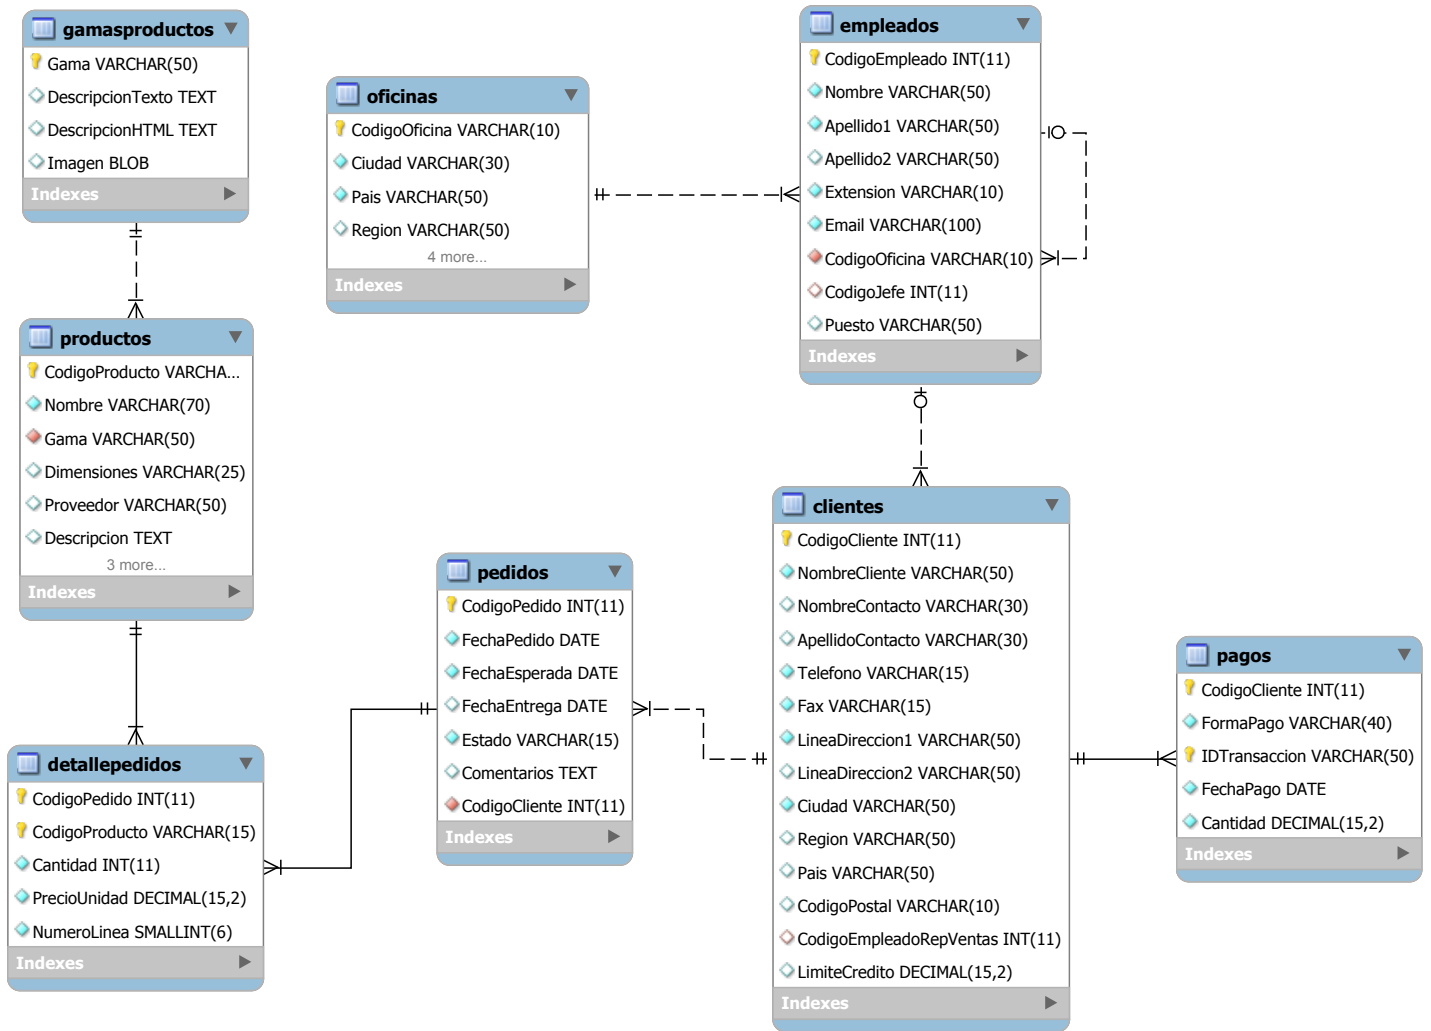 gamasproductos
Gama VARCHAR(50)
DescripcionTexto TEXT
DescripcionHTML TEXT
Imagen BLOB
Indexes
oficinas
CodigoOficina VARCHAR(10)
Ciudad VARCHAR(30)
Pais VARCHAR(50)
Region VARCHAR(50)
4 more...
Indexes
empleados
CodigoEmpleado INT(11)
Nombre VARCHAR(50)
Apellido1 VARCHAR(50)
Apellido2 VARCHAR(50)
Extension VARCHAR(10)
Email VARCHAR(100)
CodigoOficina VARCHAR(10)
CodigoJefe INT(11)
Puesto VARCHAR(50)
Indexes
productos
CodigoProducto VARCHA...
Nombre VARCHAR(70)
Gama VARCHAR(50)
Dimensiones VARCHAR(25)
Proveedor VARCHAR(50)
Descripcion TEXT
3 more...
Indexes
pedidos
CodigoPedido INT(11)
FechaPedido DATE
FechaEsperada DATE
FechaEntrega DATE
Estado VARCHAR(15)
Comentarios TEXT
CodigoCliente INT(11)
Indexes
clientes
CodigoCliente INT(11)
NombreCliente VARCHAR(50)
NombreContacto VARCHAR(30)
ApellidoContacto VARCHAR(30)
Telefono VARCHAR(15)
Fax VARCHAR(15)
LineaDireccion1 VARCHAR(50)
LineaDireccion2 VARCHAR(50)
Ciudad VARCHAR(50)
Region VARCHAR(50)
Pais VARCHAR(50)
CodigoPostal VARCHAR(10)
CodigoEmpleadoRepVentas INT(11)
LimiteCredito DECIMAL(15,2)
Indexes
pagos
CodigoCliente INT(11)
FormaPago VARCHAR(40)
IDTransaccion VARCHAR(50)
FechaPago DATE
Cantidad DECIMAL(15,2)
Indexes
detallepedidos
CodigoPedido INT(11)
CodigoProducto VARCHAR(15)
Cantidad INT(11)
PrecioUnidad DECIMAL(15,2)
NumeroLinea SMALLINT(6)
Indexes